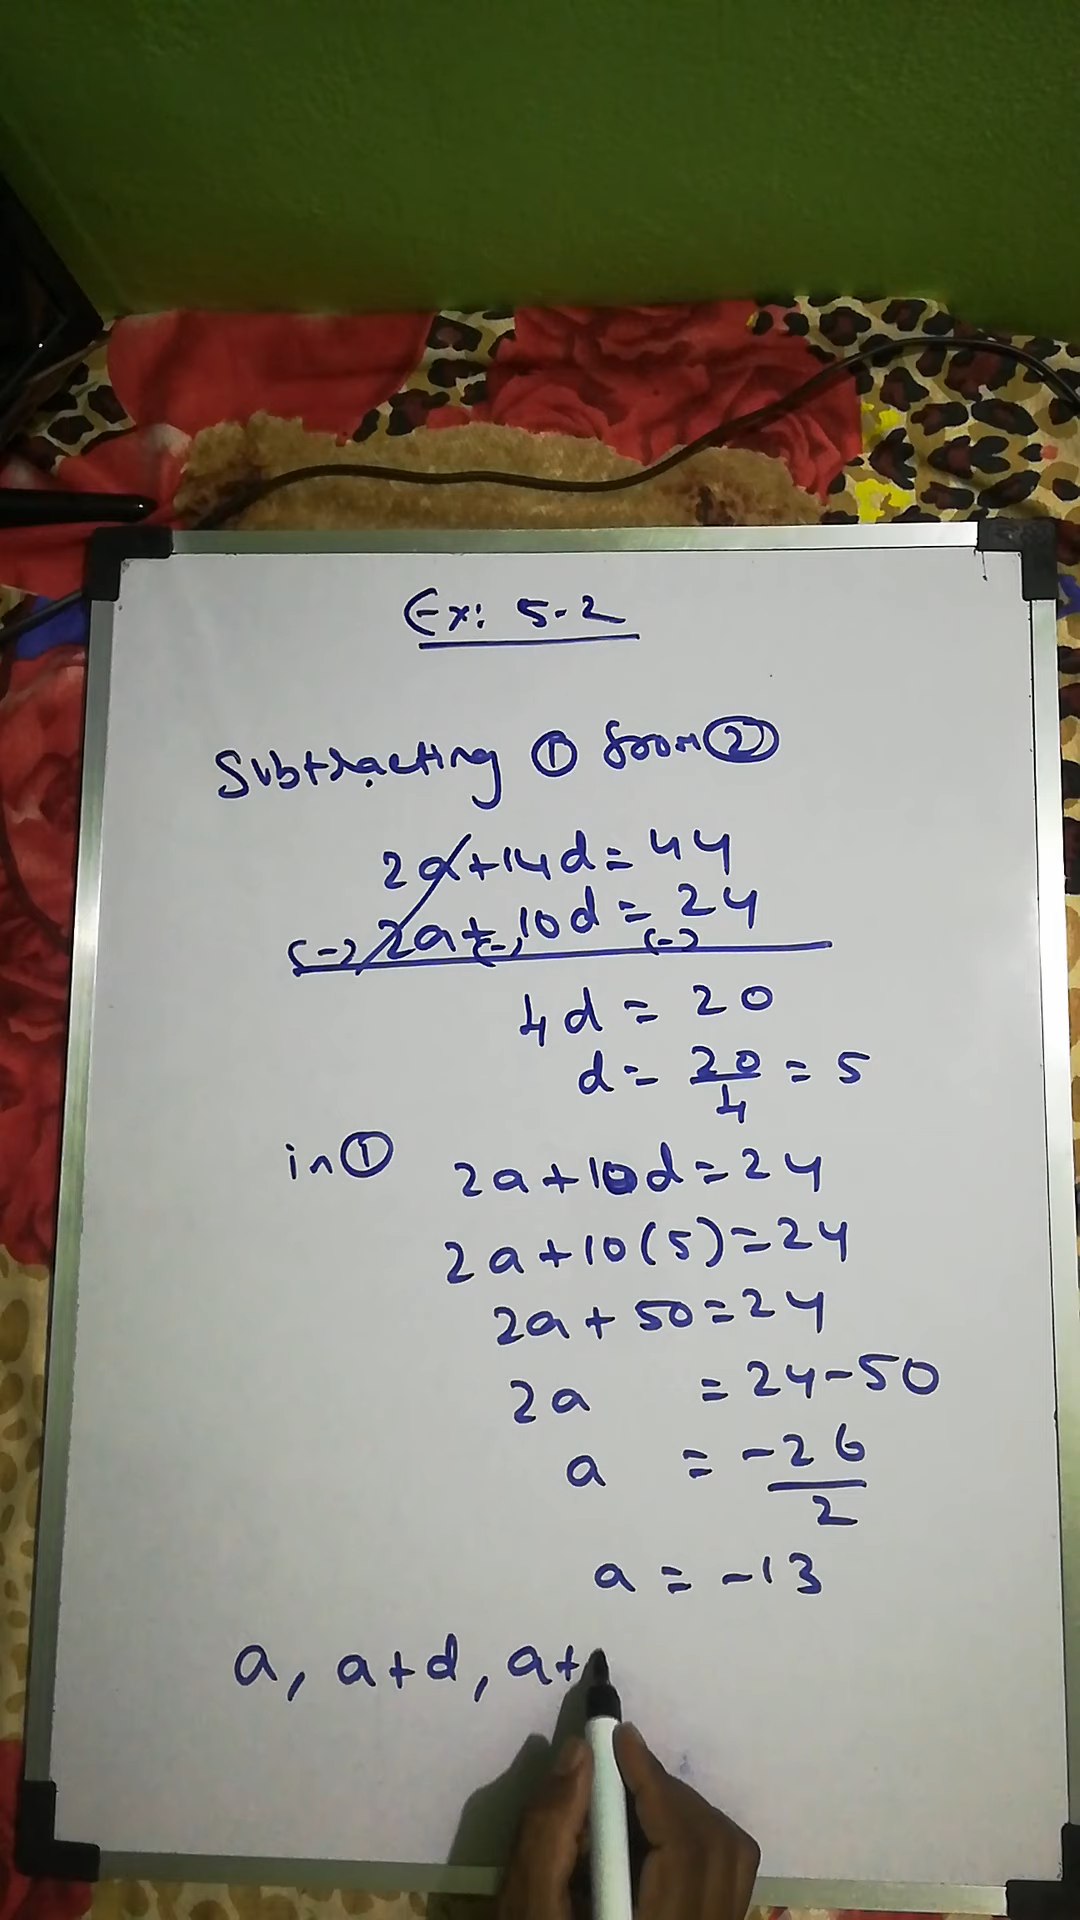 Ex: 5.2
Subtracting ① from ②
2a+14d=44
(-) 2a+(-)10d=24(-)
4d=20
d=20/4=5
in ① 2a+10d=24
2a+10(5)=24
2a+50=24
2a =24-50
a =-26/2
a=-13
a, a+d, a+